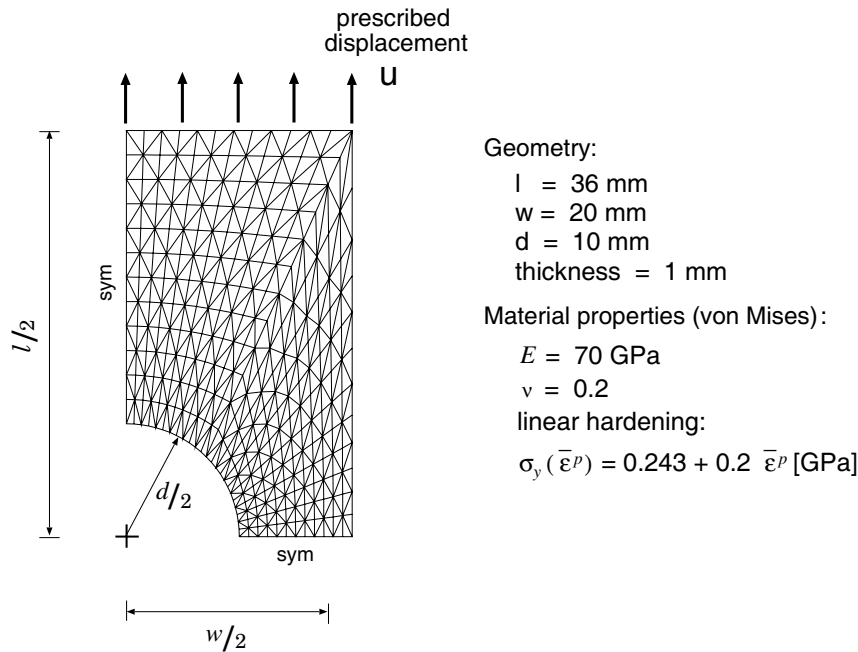 prescribed
displacement
u
l/2
sym
d/2
sym
w/2
Geometry:
l = 36 mm
w = 20 mm
d = 10 mm
thickness = 1 mm
Material properties (von Mises):
E = 70 GPa
ν = 0.2
linear hardening:
σ_y ( ε̄^p ) = 0.243 + 0.2 ε̄^p [GPa]